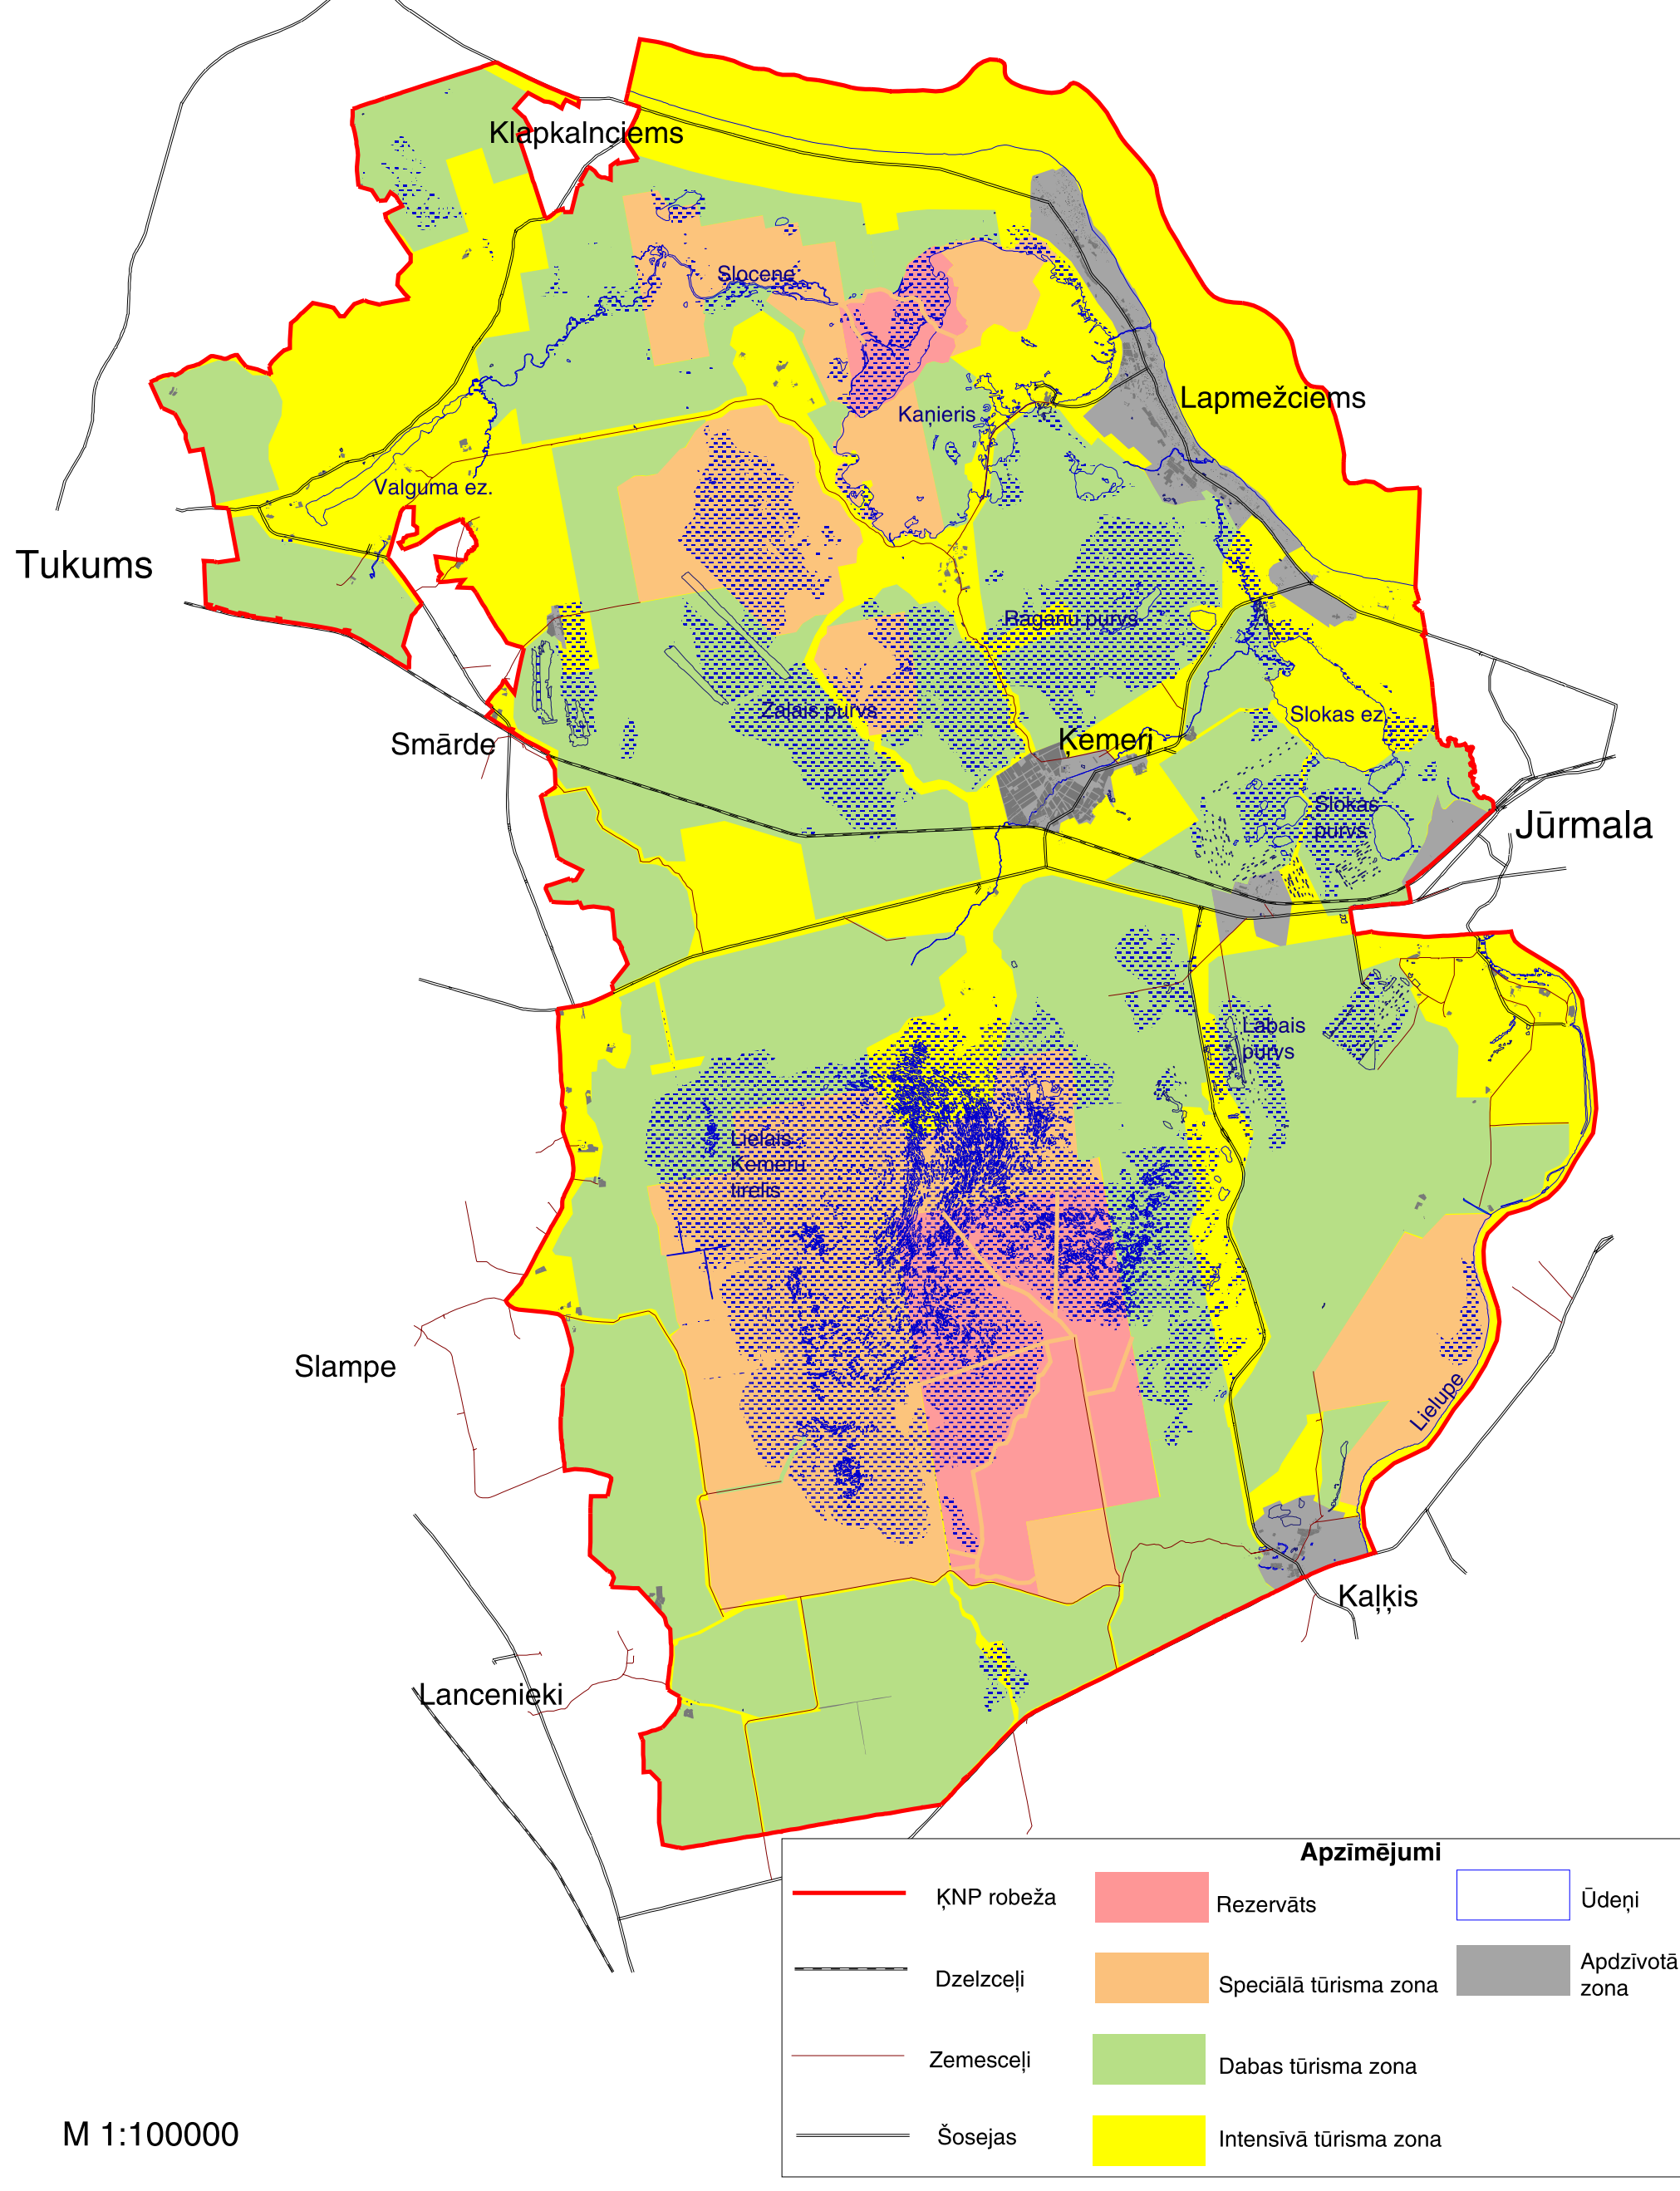 Klapkalnciems
Slocene
Lapmežciems
Kaņieris
Valguma ez.
Tukums
Raganu purvs
Zaļais purvs
Slokas ez.
Smārde
Ķemeri
Slokas
purvs
Jūrmala
Labais
purvs
Lielais
Ķemeru
tīrelis
Slampe
Lielupe
Kaļķis
Lancenieki
Apzīmējumi
ĶNP robeža
Rezervāts
Ūdeņi
Dzelzceļi
Speciālā tūrisma zona
Apdzīvotā
zona
Zemesceļi
Dabas tūrisma zona
Šosejas
Intensīvā tūrisma zona
M 1:100000